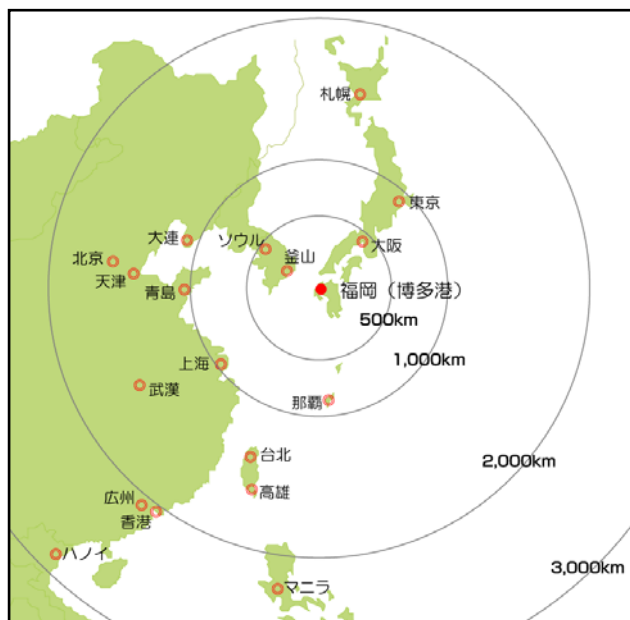 札幌
東京
大連
ソウル
大阪
北京
釜山
天津
青島
福岡（博多港）
500km
1,000km
上海
武漢
那覇
台北
2,000km
高雄
広州
香港
ハノイ
3,000km
マニラ